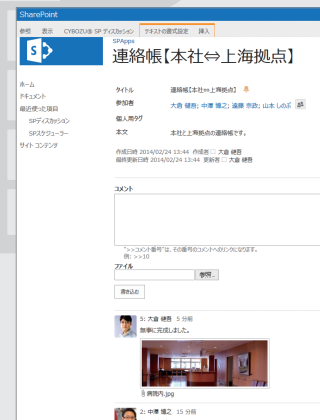 SharePoint
参照 表示 CYBOZU® SP ディスカッション テキストの書式設定 挿入
SPApps
連絡帳【本社⇔上海拠点】
ホーム
ドキュメント
最近使った項目
SPディスカッション
SPスケジューラー
サイト コンテンツ
タイトル 連絡帳【本社⇔上海拠点】
参加者 大倉 健吾; 中澤 博之; 遠藤 奈政; 山本 しのぶ
個人用タグ
本文 本社と上海拠点の連絡帳です。
作成日時 2014/02/24 13:44 作成者 大倉 健吾
最終更新日時 2014/02/24 13:44 更新者 大倉 健吾
コメント
">>コメント番号"は、その番号のコメントへのリンクになります。
例: >>10
ファイル
参照...
書き込む
3: 大倉 健吾 5 分前
無事に完成しました。
病院内.jpg
2: 中澤 博之 15 分前